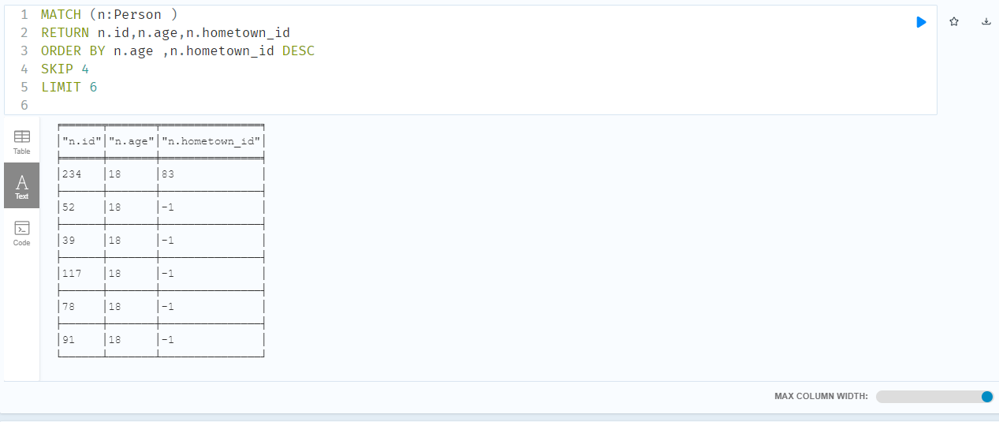 1 MATCH (n:Person )
2 RETURN n.id,n.age,n.hometown_id
3 ORDER BY n.age ,n.hometown_id DESC
4 SKIP 4
5 LIMIT 6
6
Table
A
Text
Code
"n.id" "n.age" "n.hometown_id"
234 18 83
52 18 -1
39 18 -1
117 18 -1
78 18 -1
91 18 -1
MAX COLUMN WIDTH: